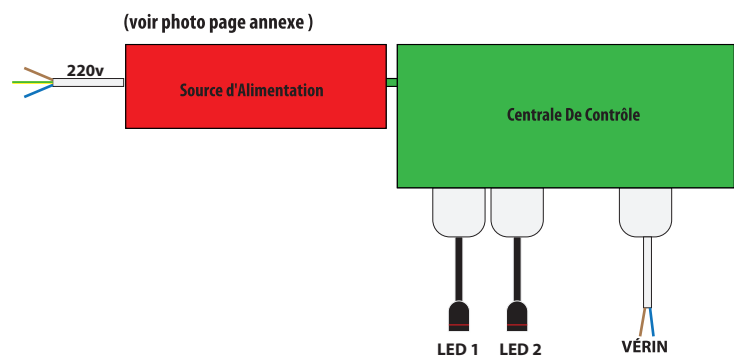 (voir photo page annexe )
220v
Source d'Alimentation
Centrale De Contrôle
LED 1
LED 2
VÉRIN